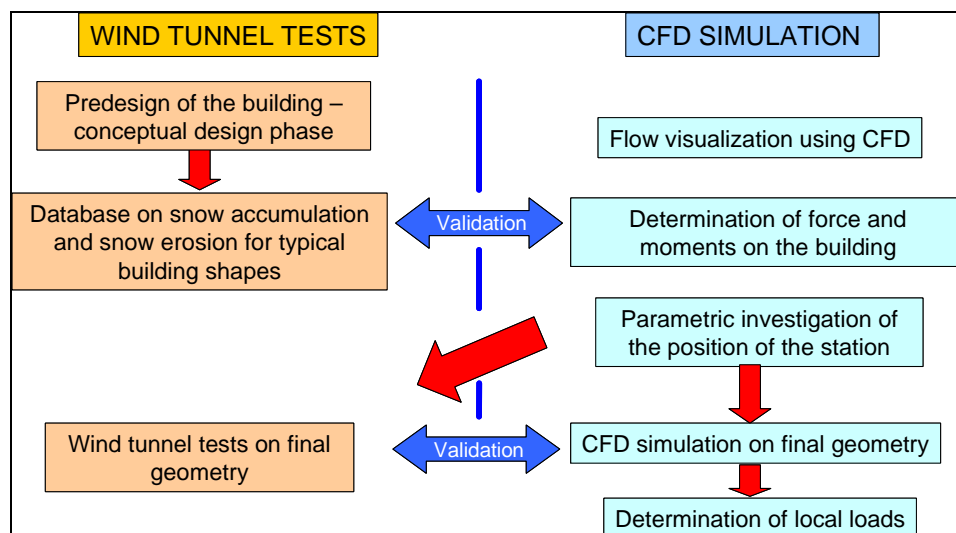 WIND TUNNEL TESTS
CFD SIMULATION
Predesign of the building –
conceptual design phase
Flow visualization using CFD
Database on snow accumulation
and snow erosion for typical
building shapes
Validation
Determination of force and
moments on the building
Parametric investigation of
the position of the station
Wind tunnel tests on final
geometry
Validation
CFD simulation on final geometry
Determination of local loads